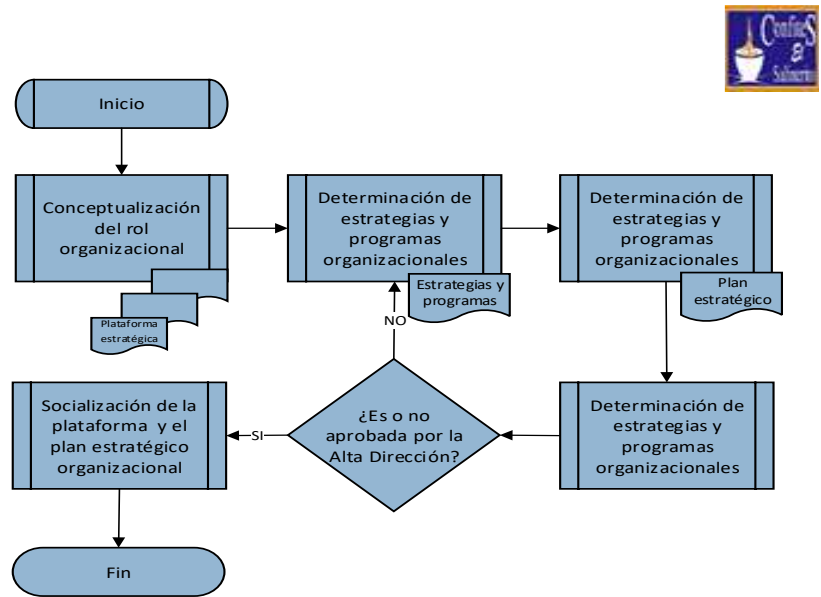 Confites
&
Inicio
Conceptualización
del rol
organizacional
Plataforma
estratégica
Determinación de
estrategias y
programas
organizacionales
Estrategias y
programas
Determinación de
estrategias y
programas
organizacionales
Plan
estratégico
Determinación de
estrategias y
programas
organizacionales
¿Es o no
aprobada por la
Alta Dirección?
NO
SI
Socialización de la
plataforma y el
plan estratégico
organizacional
Fin